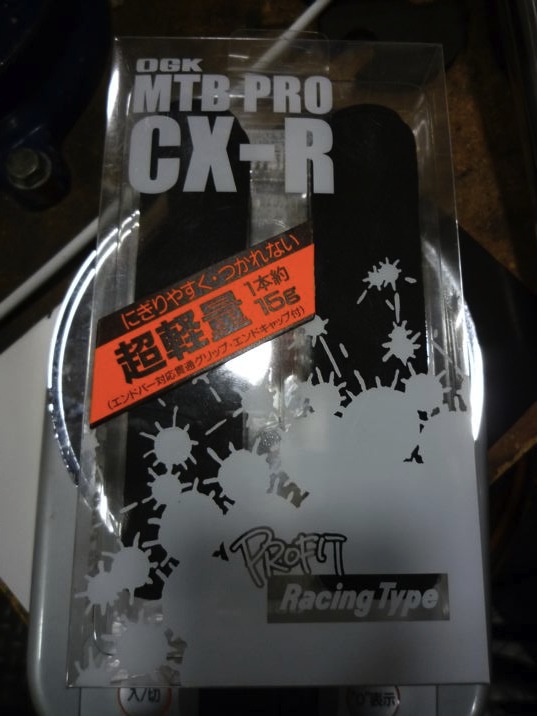 OGK
MTB-PRO
CX-R
にぎりやすく・つかれない
超軽量 1本約 15g
(エンドバー対応貫通グリップ・エンドキャップ付)
PROFIT
Racing Type
入/切
表示